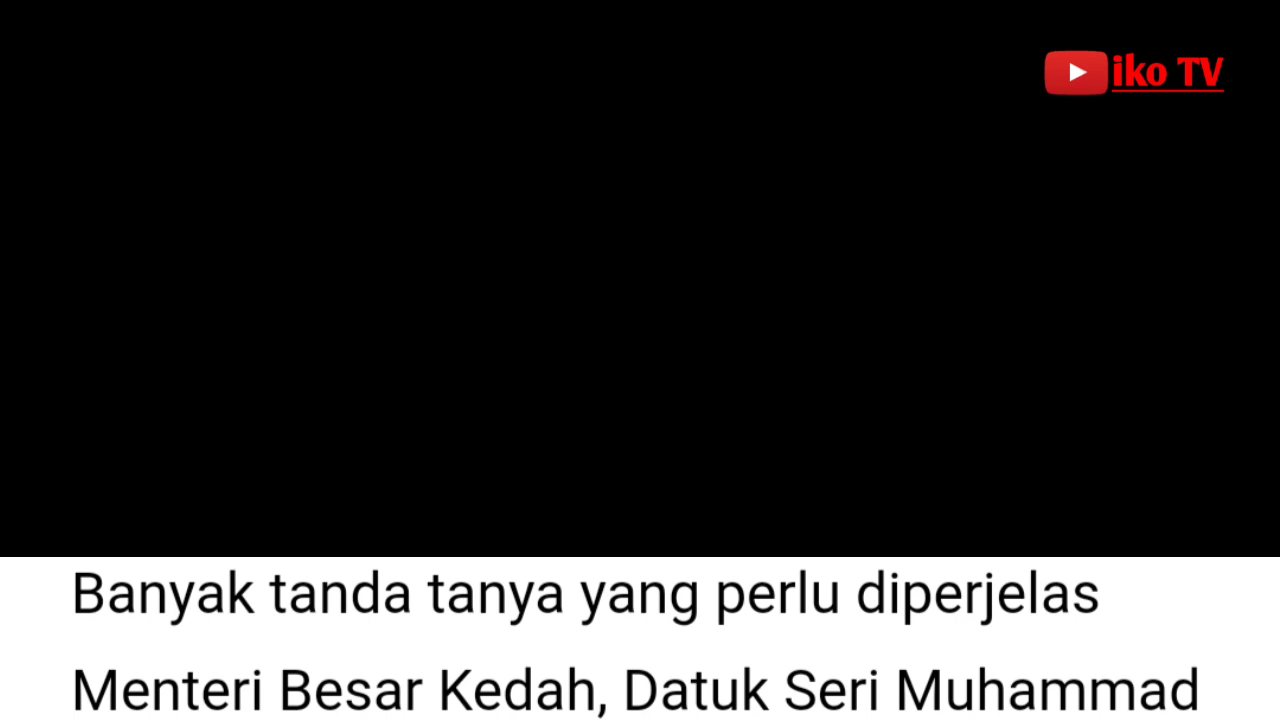 iko TV
Banyak tanda tanya yang perlu diperjelas
Menteri Besar Kedah, Datuk Seri Muhammad